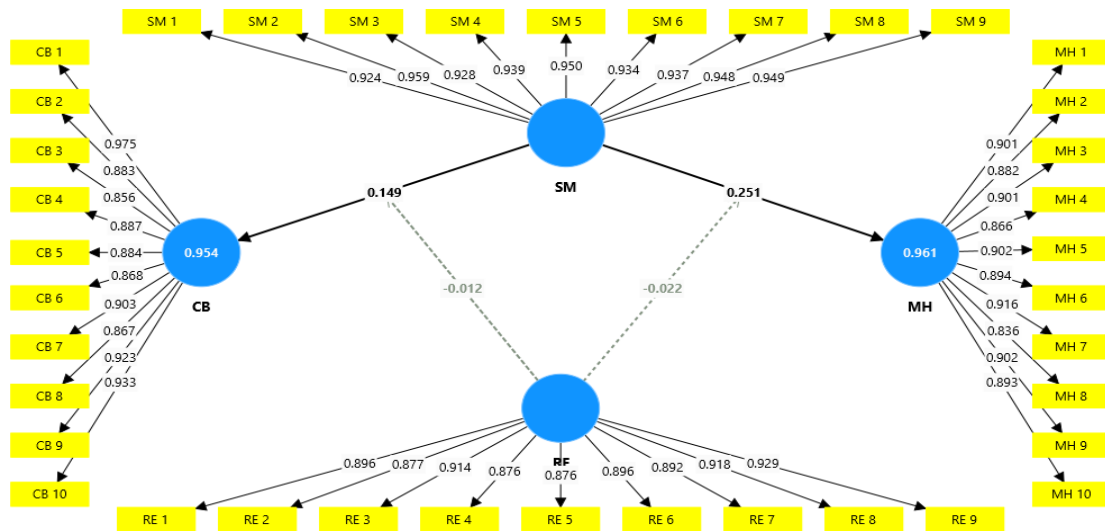 SM 1 SM 2 SM 3 SM 4 SM 5 SM 6 SM 7 SM 8 SM 9
0.924 0.959 0.928 0.939 0.950 0.934 0.937 0.948 0.949
SM
CB 1
CB 2
CB 3
CB 4
CB 5
CB 6
CB 7
CB 8
CB 9
CB 10
0.975
0.883
0.856
0.887
0.884
0.868
0.903
0.867
0.923
0.933
0.954
CB
0.149
0.251
-0.012
-0.022
0.961
MH
0.901
0.882
0.901
0.866
0.902
0.894
0.916
0.836
0.902
0.893
MH 1
MH 2
MH 3
MH 4
MH 5
MH 6
MH 7
MH 8
MH 9
MH 10
RE
0.896 0.877 0.914 0.876 0.876 0.896 0.892 0.918 0.929
RE 1 RE 2 RE 3 RE 4 RE 5 RE 6 RE 7 RE 8 RE 9